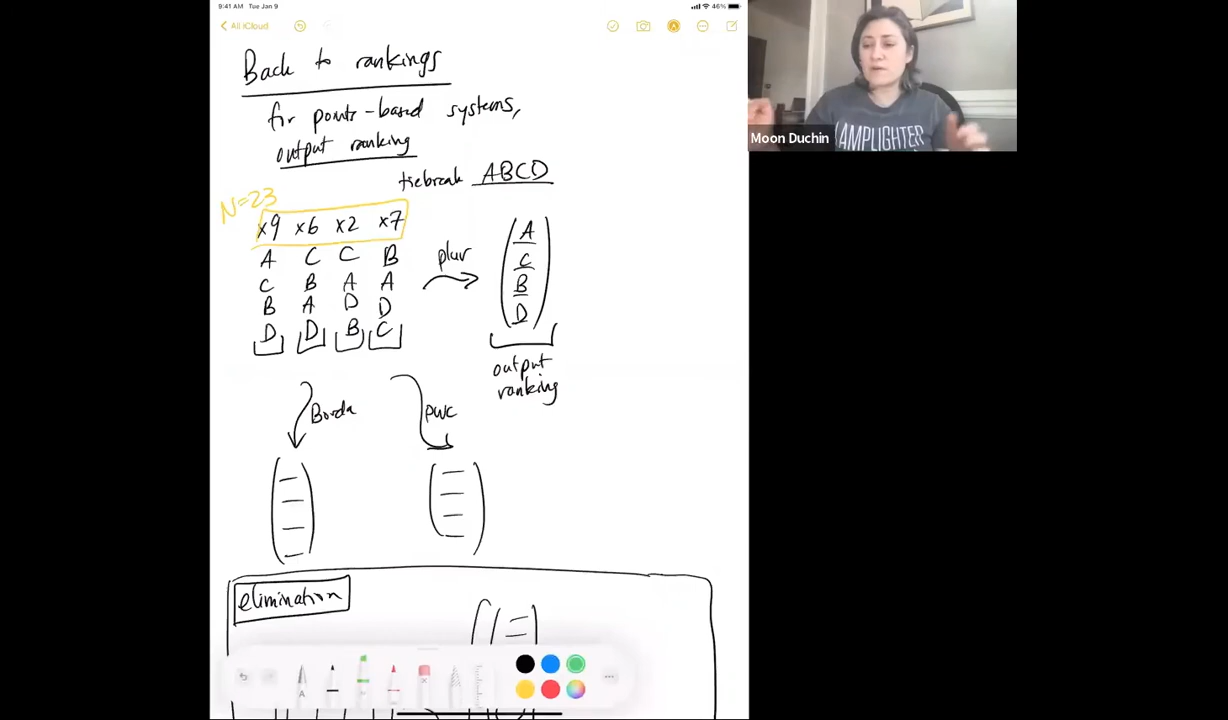 9:41 AM Tue Jan 9
46%
All iCloud
Back to rankings
for points-based systems,
output ranking
tiebreak ABCD
N=23
x9 x6 x2 x7
A C C B
C B A A
B A D D
D D B C
plur
A
C
B
D
output
ranking
Borda
PWC
elimination
A
Moon Duchin
LAMPLIGHTER